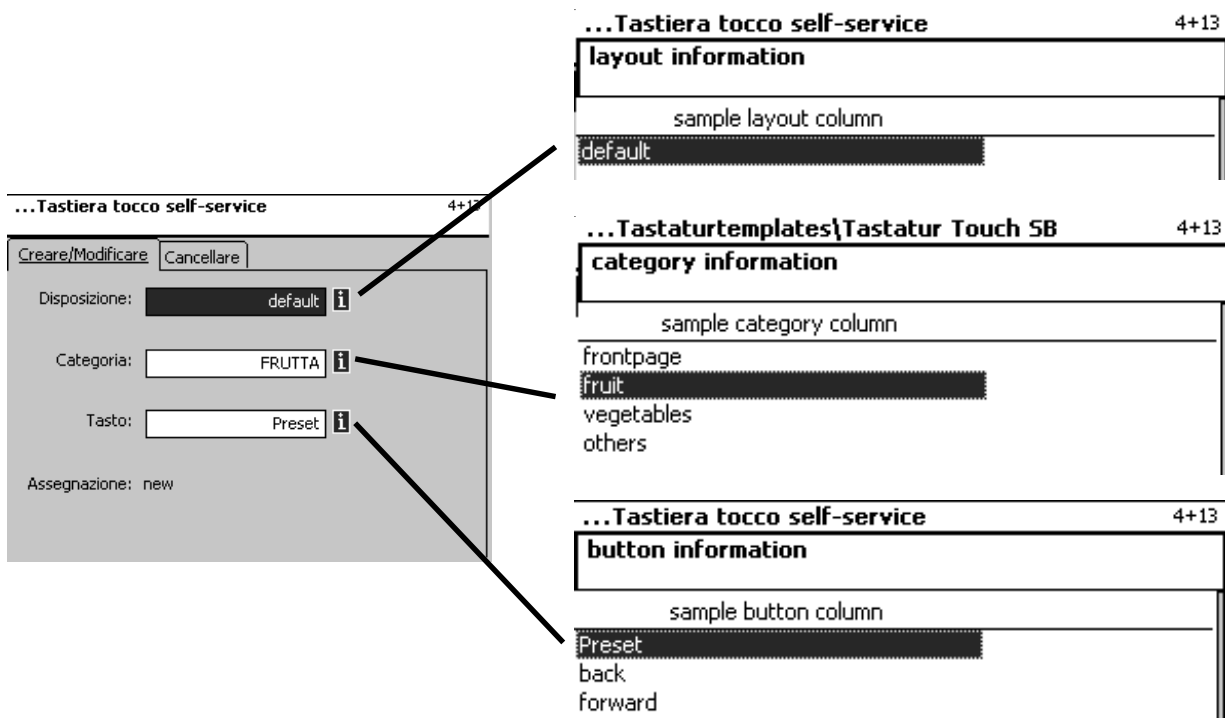 ...Tastiera tocco self-service 4+13
Creare/Modificare Cancellare
Disposizione: default i
Categoria: FRUTTA i
Tasto: Preset i
Assegnazione: new
...Tastiera tocco self-service 4+13
layout information
sample layout column
default
...Tastaturtemplates\Tastatur Touch SB 4+13
category information
sample category column
frontpage
fruit
vegetables
others
...Tastiera tocco self-service 4+13
button information
sample button column
Preset
back
forward